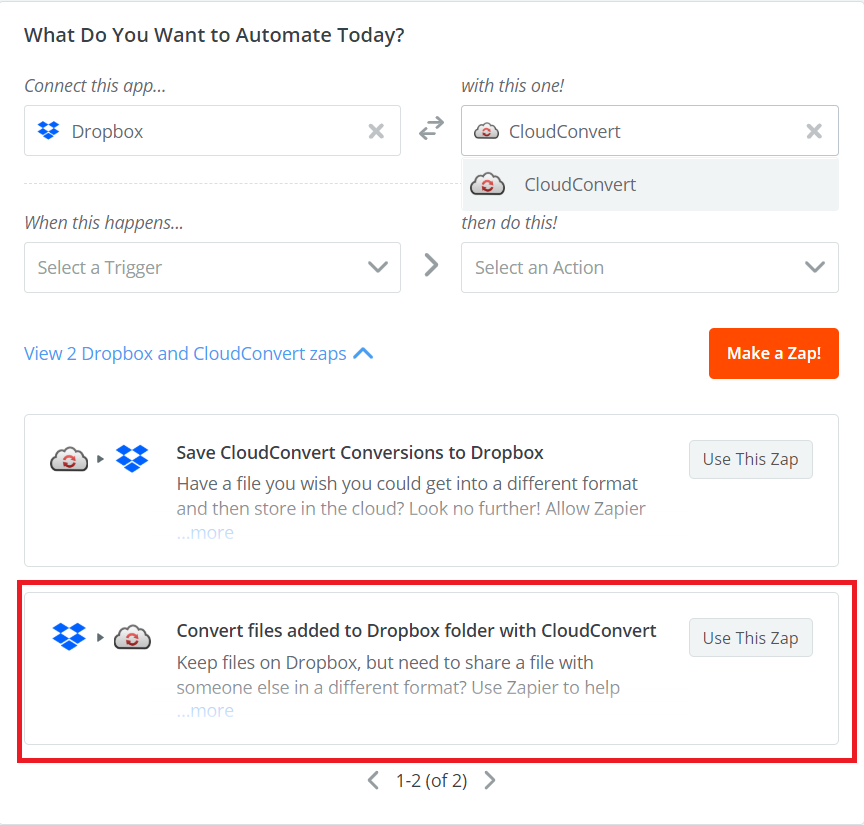 What Do You Want to Automate Today?
Connect this app...
with this one!
Dropbox
CloudConvert
CloudConvert
When this happens...
then do this!
Select a Trigger
Select an Action
View 2 Dropbox and CloudConvert zaps
Make a Zap!
Save CloudConvert Conversions to Dropbox
Use This Zap
Have a file you wish you could get into a different format
and then store in the cloud? Look no further! Allow Zapier
...more
Convert files added to Dropbox folder with CloudConvert
Use This Zap
Keep files on Dropbox, but need to share a file with
someone else in a different format? Use Zapier to help
...more
1-2 (of 2)